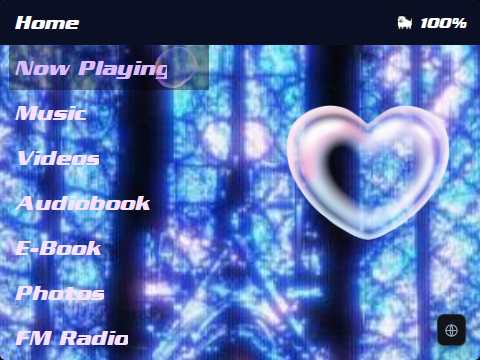 Home
100%
Now Playing
Music
Videos
Audiobook
E-Book
Photos
FM Radio